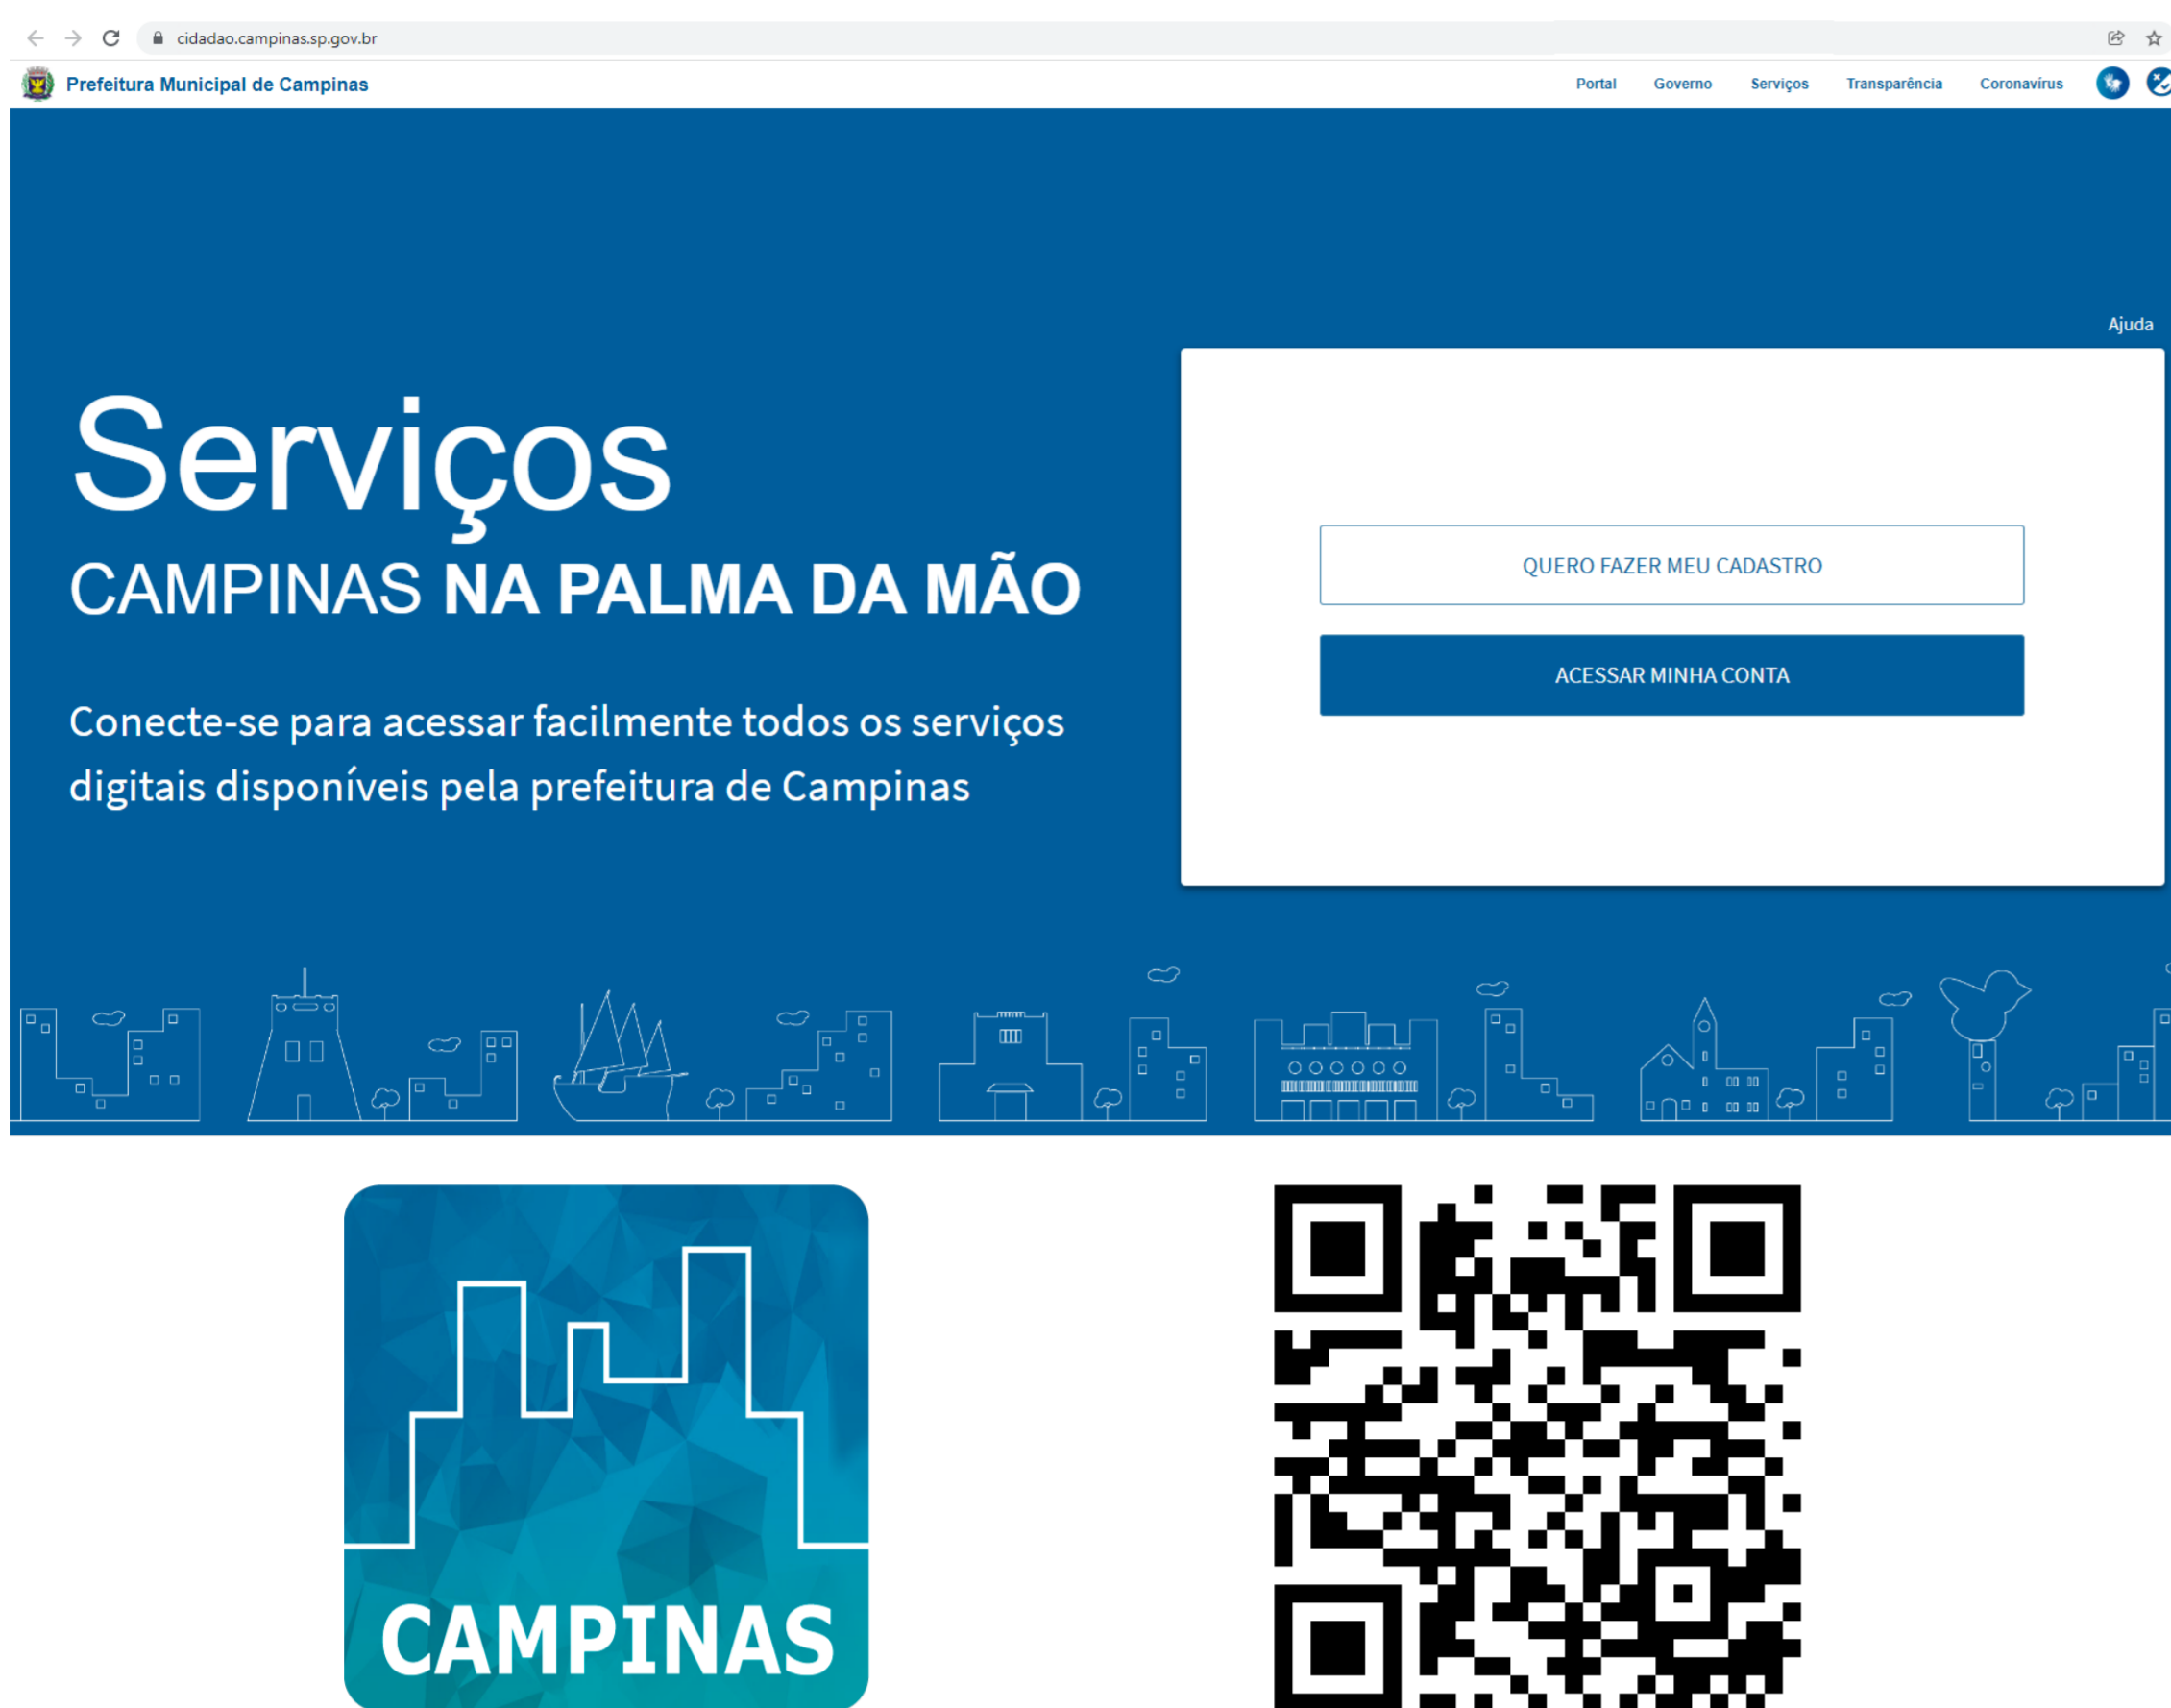 cidadao.campinas.sp.gov.br
Prefeitura Municipal de Campinas
Portal Governo Serviços Transparência Coronavírus
Ajuda
Serviços
CAMPINAS NA PALMA DA MÃO
Conecte-se para acessar facilmente todos os serviços
digitais disponíveis pela prefeitura de Campinas
QUERO FAZER MEU CADASTRO
ACESSAR MINHA CONTA
CAMPINAS